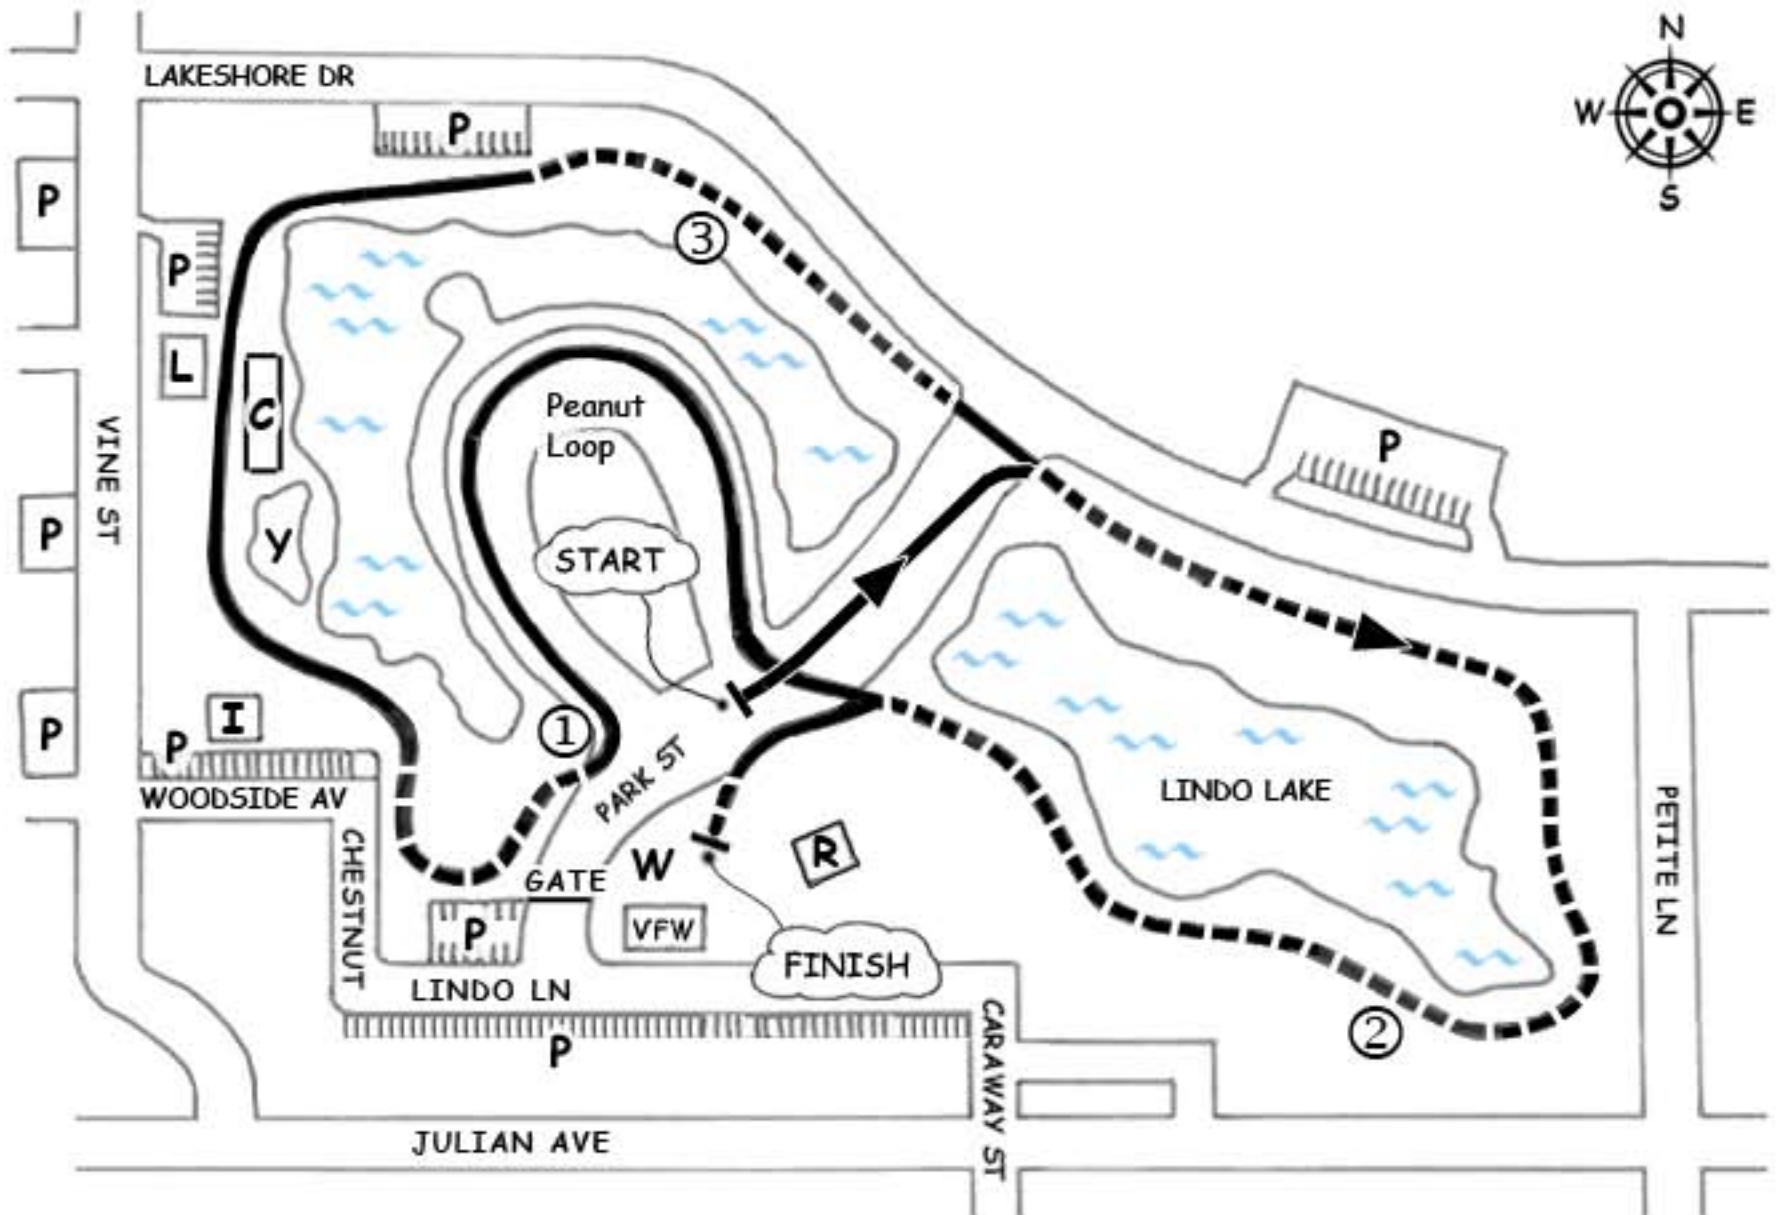 N
LAKESHORE DR
W
E
P
S
P
③
P
L
Peanut
Loop
C
P
VINE ST
P
Y
START
I
①
P
P
PARK ST
LINDO LAKE
WOODSIDE AV
PETITE LN
CHESTNUT
W
R
GATE
P
VFW
FINISH
LINDO LN
②
P
CARAWAY ST
JULIAN AVE